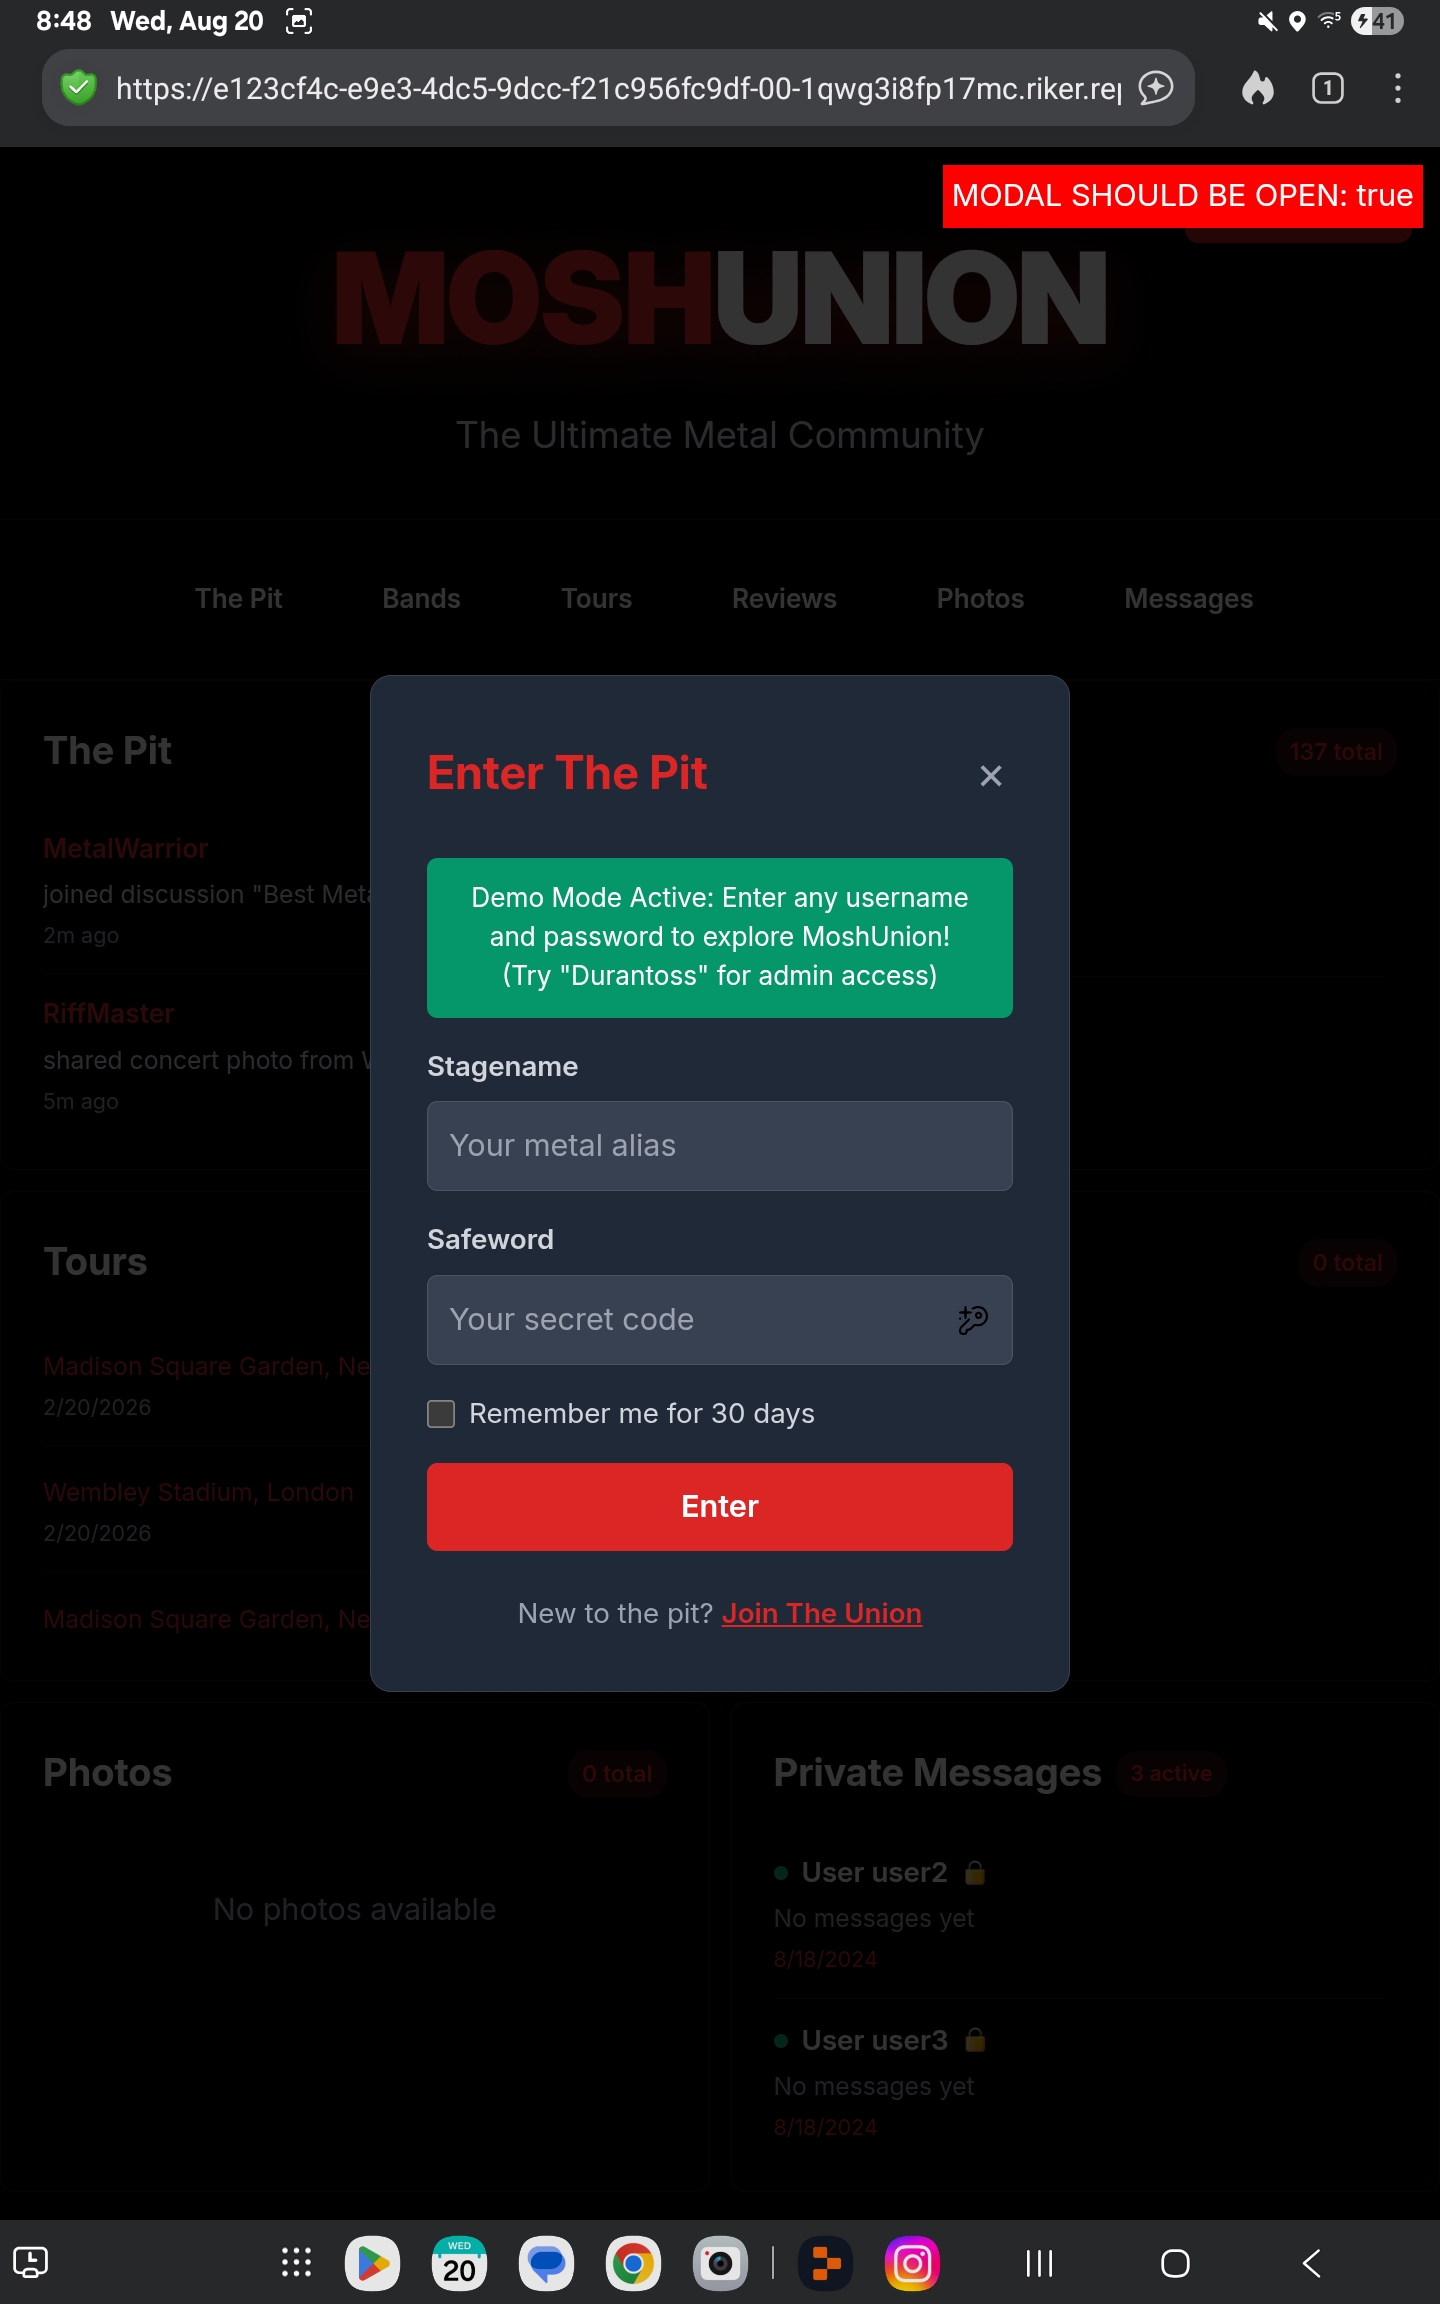 8:48 Wed, Aug 20
5 41
https://e123cf4c-e9e3-4dc5-9dcc-f21c956fc9df-00-1qwg3i8fp17mc.riker.rep
1
MODAL SHOULD BE OPEN: true
MOSHUNION
The Ultimate Metal Community
The Pit Bands Tours Reviews Photos Messages
The Pit
137 total
MetalWarrior
joined discussion "Best Meta
2m ago
RiffMaster
shared concert photo from W
5m ago
Enter The Pit ×
Demo Mode Active: Enter any username
and password to explore MoshUnion!
(Try "Durantoss" for admin access)
Stagename
Your metal alias
Safeword
Your secret code
Remember me for 30 days
Enter
New to the pit? Join The Union
Tours
0 total
Madison Square Garden, Ne
2/20/2026
Wembley Stadium, London
2/20/2026
Madison Square Garden, Ne
Photos
0 total
No photos available
Private Messages 3 active
User user2
No messages yet
8/18/2024
User user3
No messages yet
8/18/2024
WED
20